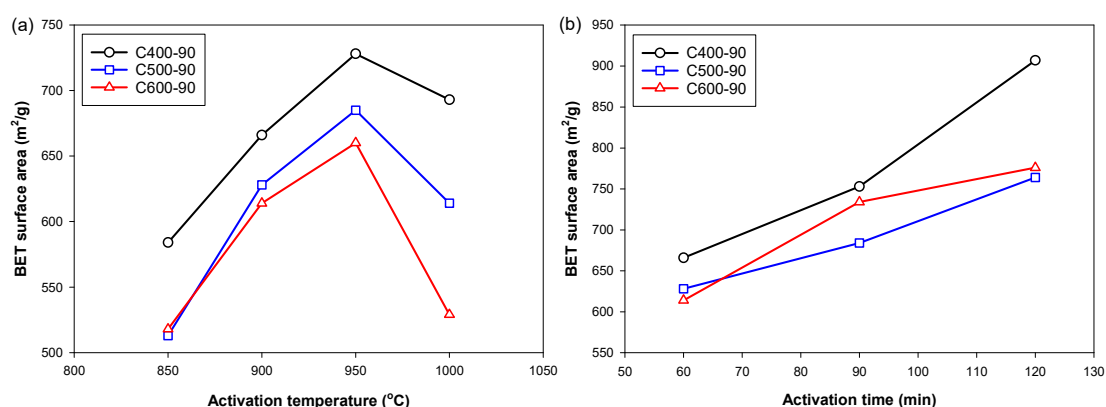 (a)
750
700
650
600
550
500
BET surface area (m²/g)
C400-90
C500-90
C600-90
800
850
900
950
1000
1050
Activation temperature (°C)
(b)
950
900
850
800
750
700
650
600
550
BET surface area (m²/g)
C400-90
C500-90
C600-90
50
60
70
80
90
100
110
120
130
Activation time (min)